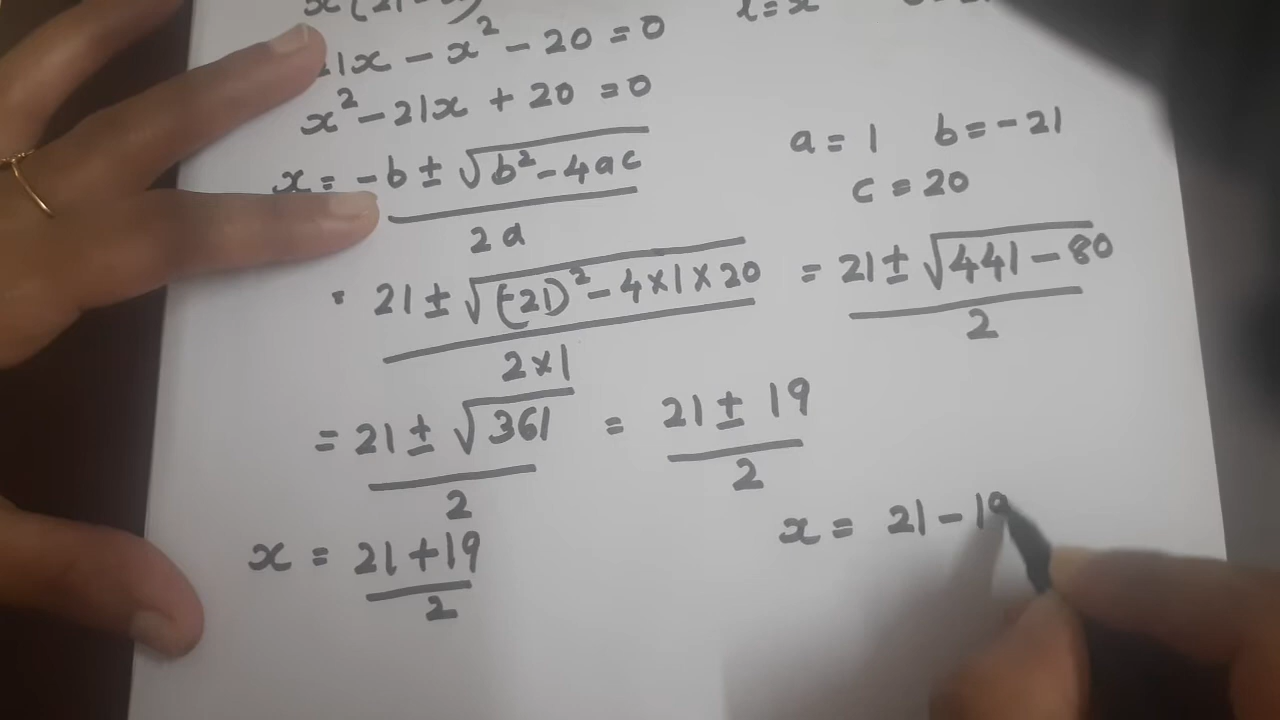 21x - x² - 20 = 0
x² - 21x + 20 = 0
x = -b ± √b² - 4ac / 2a
a = 1 b = -21
c = 20
= 21 ± √(-21)² - 4×1×20 / 2×1 = 21 ± √441 - 80 / 2
= 21 ± √361 / 2 = 21 ± 19 / 2
x = 21 + 19 / 2 x = 21 - 19